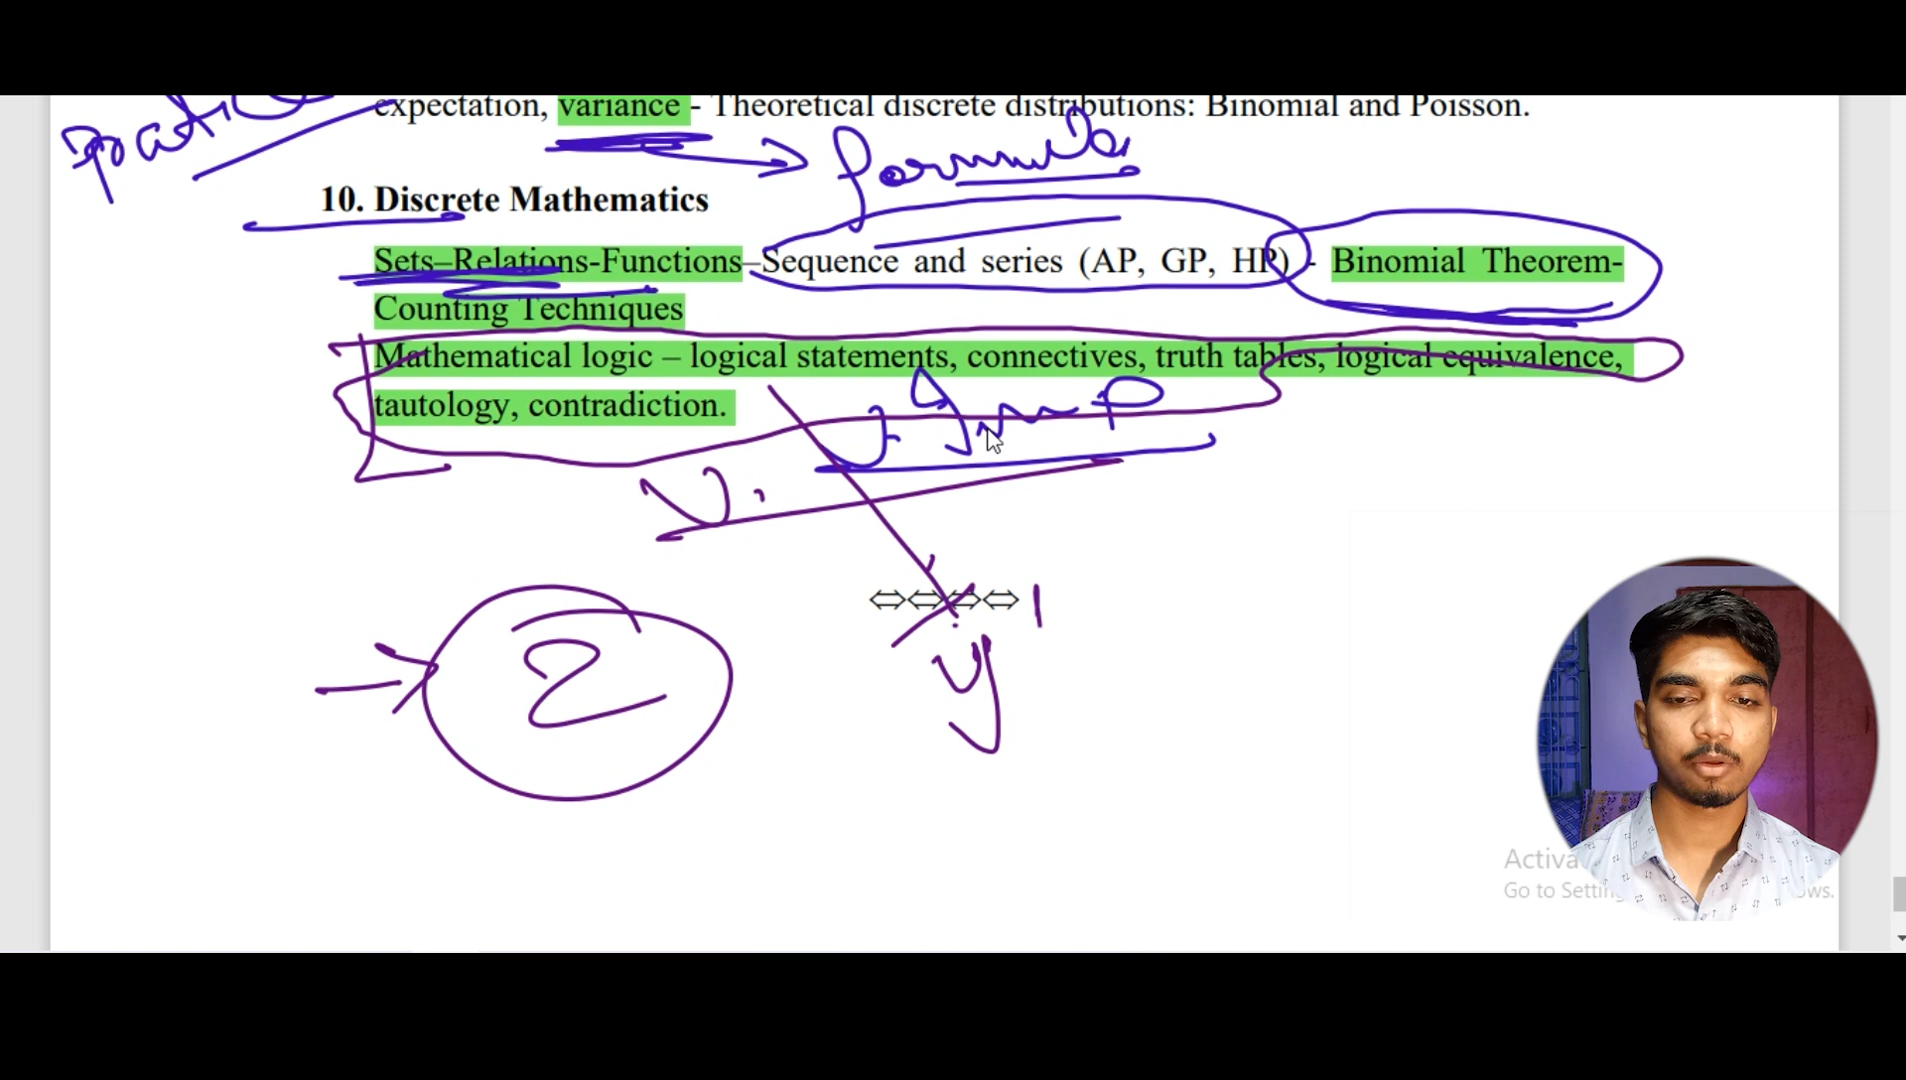 expectation, variance - Theoretical discrete distributions: Binomial and Poisson.
formula
10. Discrete Mathematics
Sets–Relations-Functions–Sequence and series (AP, GP, HP) - Binomial Theorem-
Counting Techniques
Mathematical logic – logical statements, connectives, truth tables, logical equivalence,
tautology, contradiction.
v Imp
V.
⇔⇔⇔⇔
2
y
Activa
Go to Settin ws.